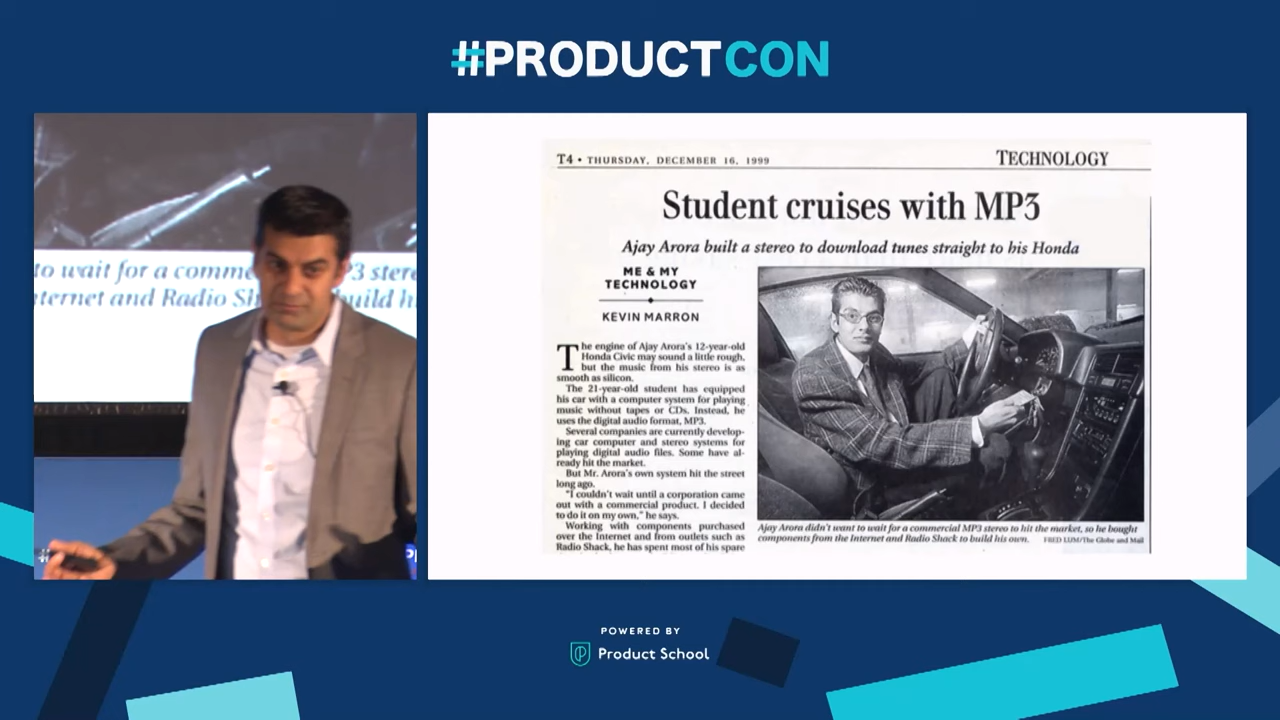 #PRODUCTCON
to wait for a comme P3 stere
nternet and Radio Sh build h
T4 • THURSDAY, DECEMBER 16, 1999
TECHNOLOGY
Student cruises with MP3
Ajay Arora built a stereo to download tunes straight to his Honda
ME & MY
TECHNOLOGY
KEVIN MARRON
The engine of Ajay Arora's 12-year-old
Honda Civic may sound a little rough,
but the music from his stereo is as
smooth as silicon.
The 21-year-old student has equipped
his car with a computer system for playing
music without tapes or CDs. Instead, he
uses the digital audio format, MP3.
Several companies are currently develop-
ing car computer and stereo systems for
playing digital audio files. Some have al-
ready hit the market.
But Mr. Arora's own system hit the street
long ago.
"I couldn't wait until a corporation came
out with a commercial product. I decided
to do it on my own," he says.
Working with components purchased
over the Internet and from outlets such as
Radio Shack, he has spent most of his spare
Ajay Arora didn't want to wait for a commercial MP3 stereo to hit the market, so he bought
components from the Internet and Radio Shack to build his own.
FRED LUM/The Globe and Mail
POWERED BY
Product School